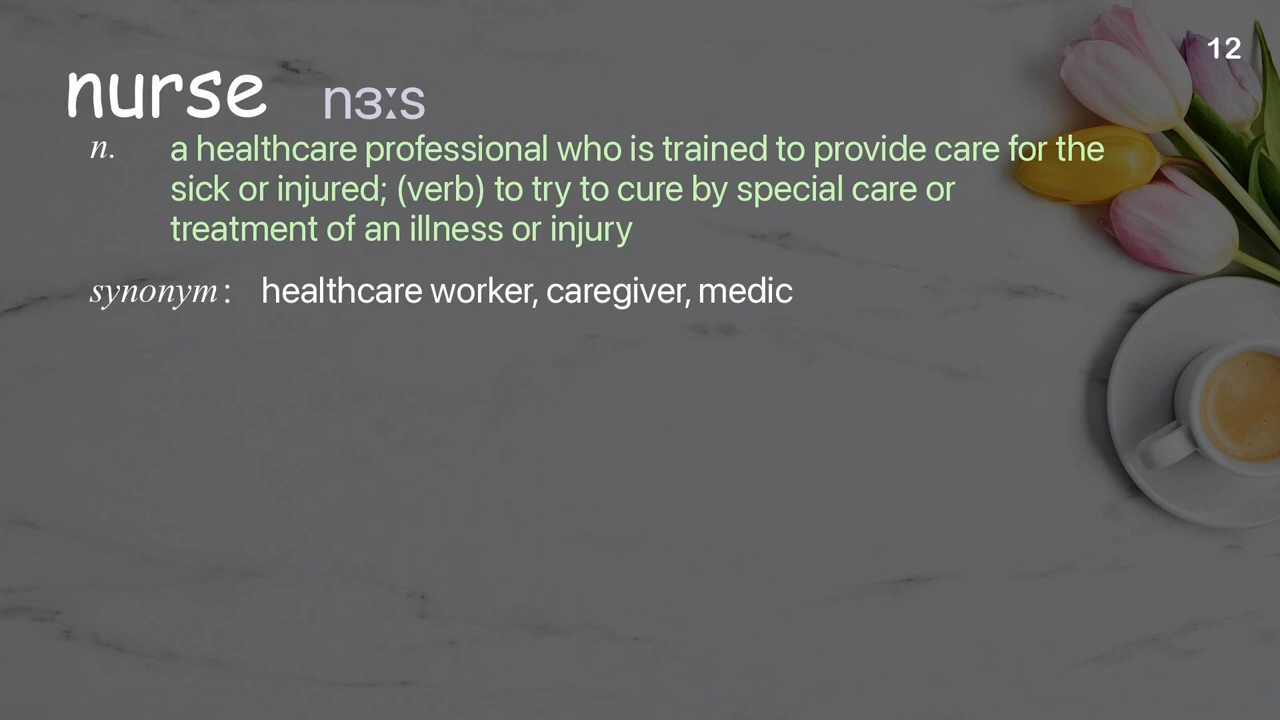 12
nurse nɜːs
n. a healthcare professional who is trained to provide care for the
sick or injured; (verb) to try to cure by special care or
treatment of an illness or injury
synonym : healthcare worker, caregiver, medic